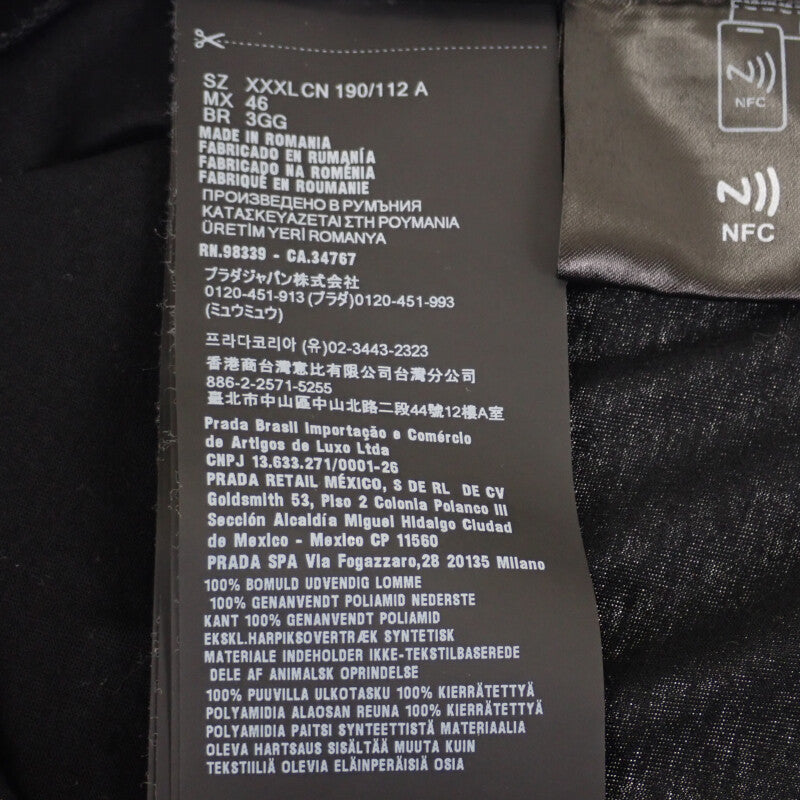 SZ XXXL CN 190/112 A
MX 46
BR 3GG
MADE IN ROMANIA
FABRICADO EN RUMANÍA
FABRICADO NA ROMÉNIA
FABRIQUÉ EN ROUMANIE
ПРОИЗВЕДЕНО В РУМЪНИЯ
ΚΑΤΑΣΚΕΥΑΖΕΤΑΙ ΣΤΗ ΡΟΥΜΑΝΙΑ
ÜRETİM YERİ ROMANYA
RN.98339 - CA.34767
プラダジャパン株式会社
0120-451-913 (プラダ)0120-451-993
(ミュウミュウ)
프라다코리아 (유)02-3443-2323
香港商台灣意比有限公司台灣分公司
886-2-2571-5255
臺北市中山區中山北路二段44號12樓A室
Prada Brasil Importação e Comércio
de Artigos de Luxo Ltda
CNPJ 13.633.271/0001-26
PRADA RETAIL MÉXICO, S DE RL DE CV
Goldsmith 53, Piso 2 Colonia Polanco III
Sección Alcaldía Miguel Hidalgo Ciudad
de Mexico - Mexico CP 11560
PRADA SPA Via Fogazzaro,28 20135 Milano
100% BOMULD UDVENDIG LOMME
100% GENANVENDT POLIAMID NEDERSTE
KANT 100% GENANVENDT POLIAMID
EKSKL.HARPIKSOVERTRÆK SYNTETISK
MATERIALE INDEHOLDER IKKE-TEKSTILBASEREDE
DELE AF ANIMALSK OPRINDELSE
100% PUUVILLA ULKOTASKU 100% KIERRÄTETTYÄ
POLYAMIDIA ALAOSAN REUNA 100% KIERRÄTETTYÄ
POLYAMIDIA PAITSI SYNTEETTISTÄ MATERIAALIA
OLEVA HARTSAUS SISÄLTÄÄ MUUTA KUIN
TEKSTIILIÄ OLEVIA ELÄINPERÄISIÄ OSIA
NFC
NFC